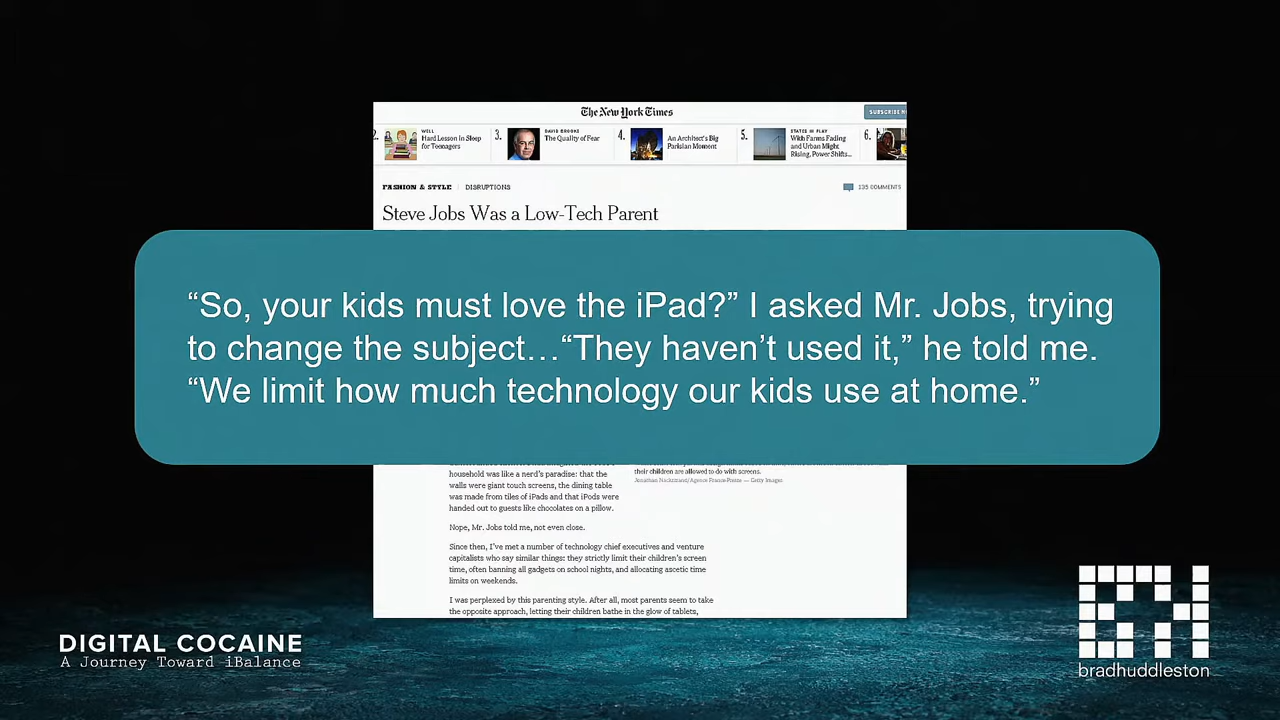 The New York Times
SUBSCRIBE N
2.
WELL
Hard Lesson in Sleep
for Teenagers
3.
DAVID BROOKS
The Quality of Fear
4.
An Architect's Big
Parisian Moment
5.
STATES IN PLAY
With Farms Fading
and Urban Might
Rising, Power Shifts...
6.
FASHION & STYLE | DISRUPTIONS
135 COMMENTS
Steve Jobs Was a Low-Tech Parent
“So, your kids must love the iPad?” I asked Mr. Jobs, trying
to change the subject…“They haven’t used it,” he told me.
“We limit how much technology our kids use at home.”
household was like a nerd's paradise: that the
walls were giant touch screens, the dining table
was made from tiles of iPads and that iPods were
handed out to guests like chocolates on a pillow.
their children are allowed to do with screens.
Jonathan Nackstrand/Agence France-Presse — Getty Images
Nope, Mr. Jobs told me, not even close.
Since then, I've met a number of technology chief executives and venture
capitalists who say similar things: they strictly limit their children's screen
time, often banning all gadgets on school nights, and allocating ascetic time
limits on weekends.
I was perplexed by this parenting style. After all, most parents seem to take
the opposite approach, letting their children bathe in the glow of tablets,
DIGITAL COCAINE
A Journey Toward iBalance
bradhuddleston